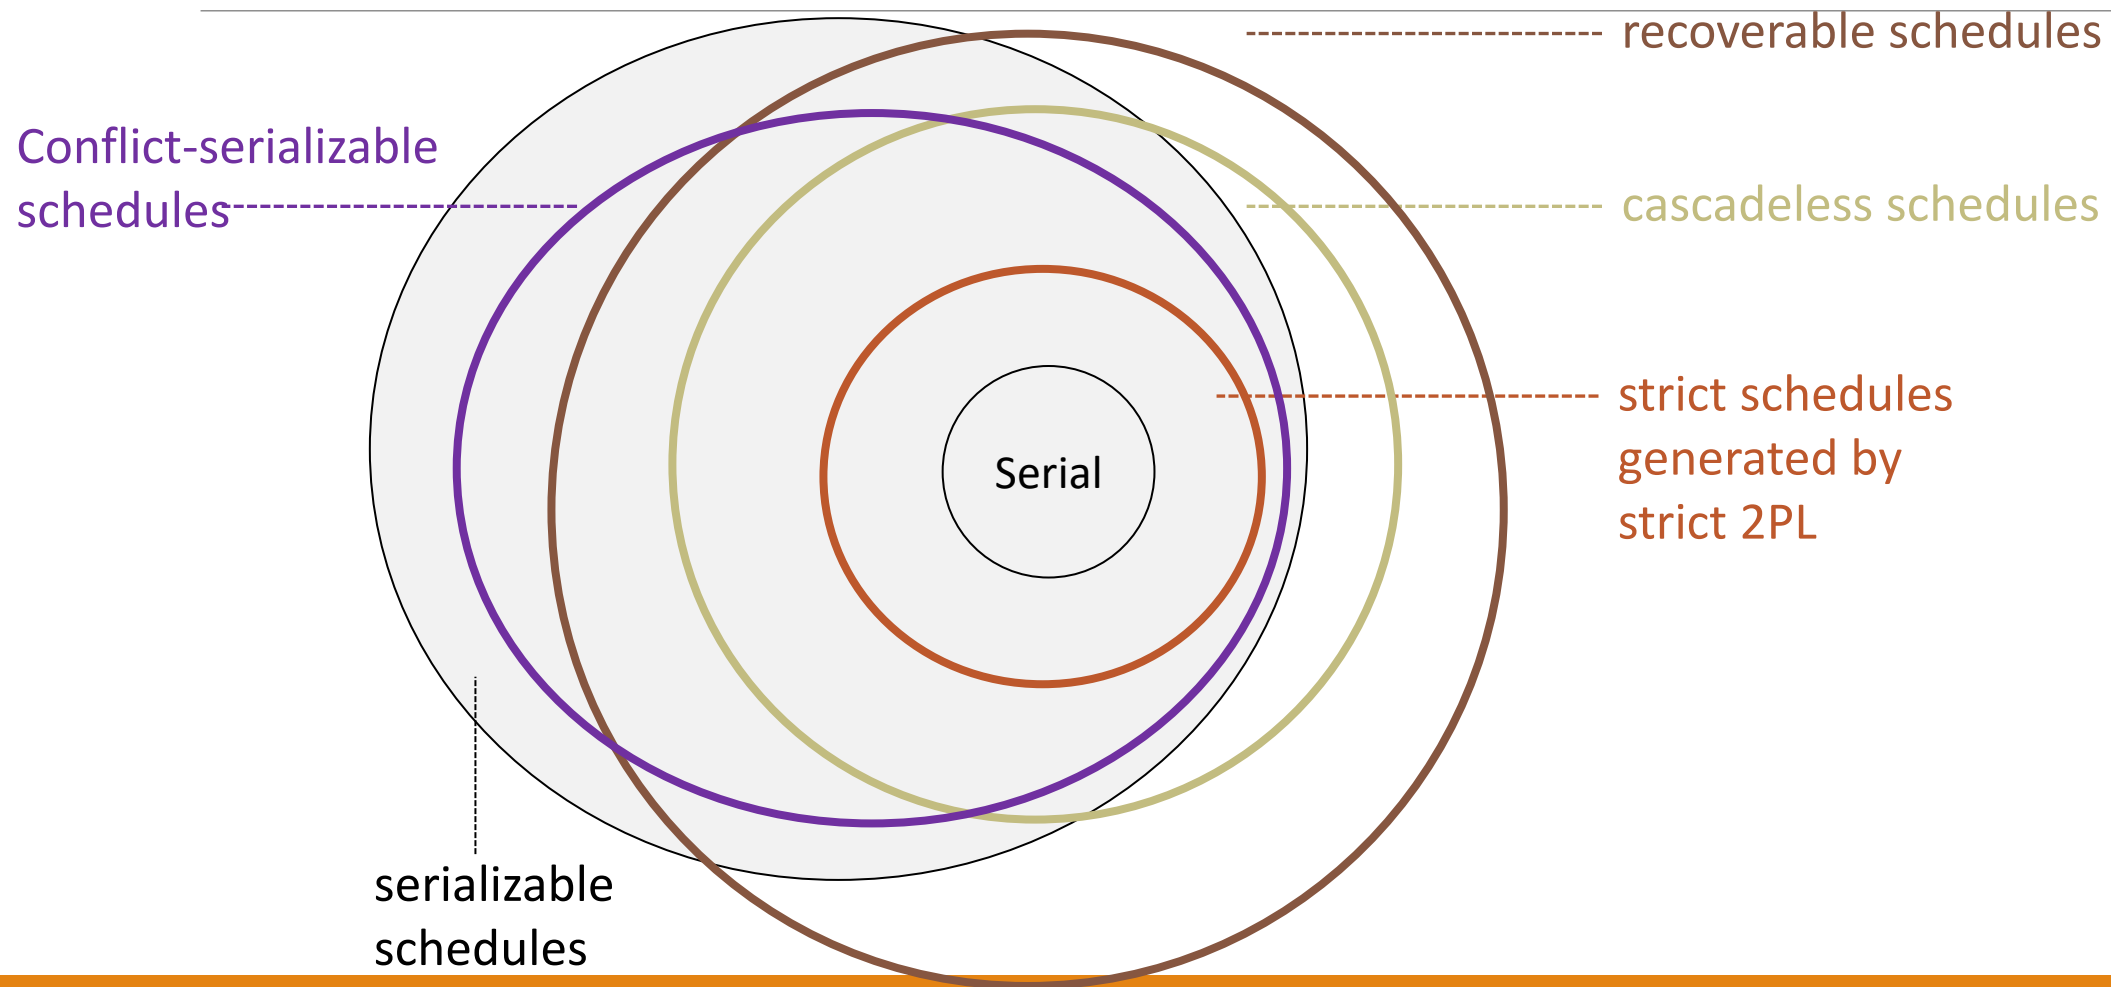 recoverable schedules
Conflict-serializable
schedules
cascadeless schedules
strict schedules
generated by
strict 2PL
Serial
serializable
schedules